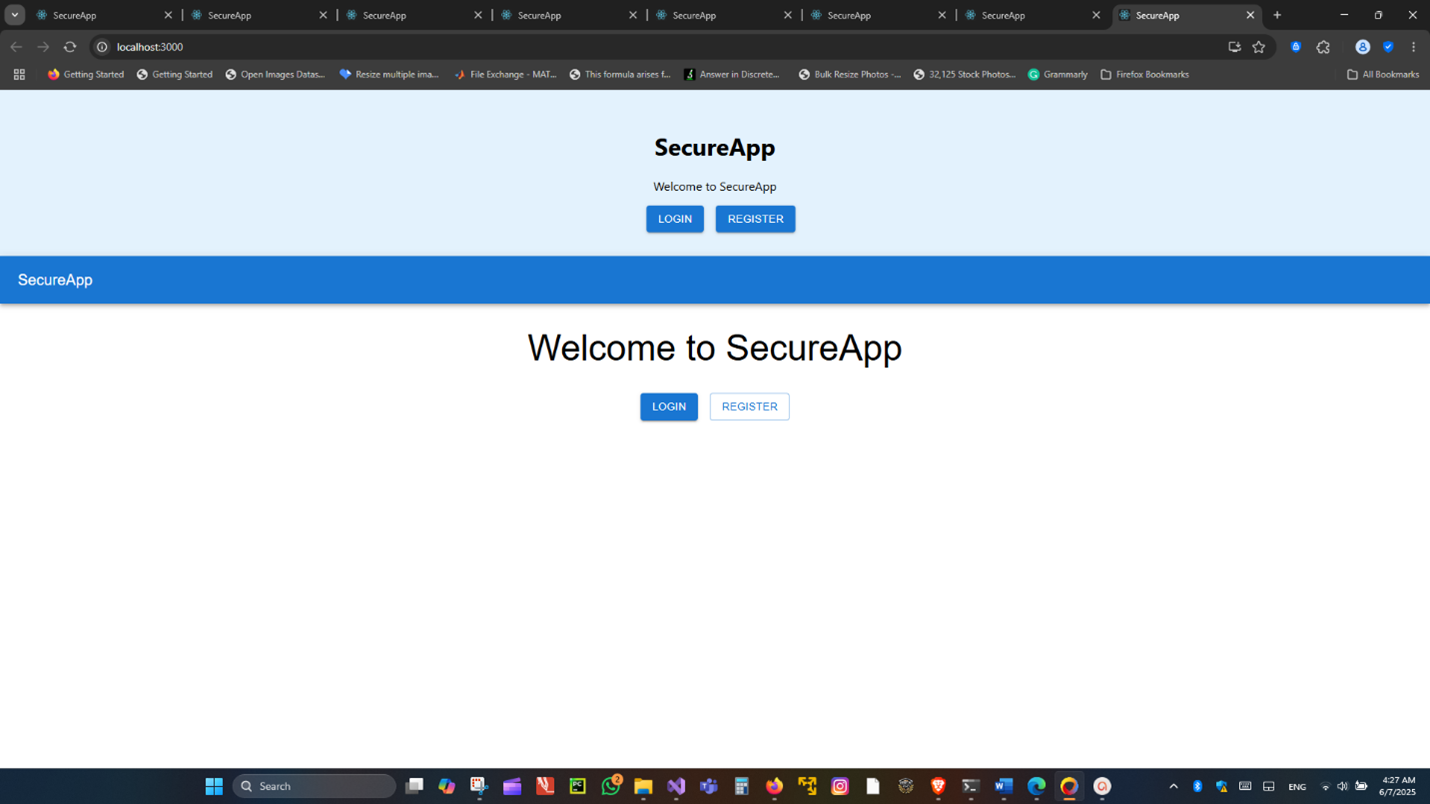 SecureApp SecureApp SecureApp SecureApp SecureApp SecureApp SecureApp SecureApp
localhost:3000
Getting Started Getting Started Open Images Datas... Resize multiple ima... File Exchange - MAT... This formula arises f... Answer in Discrete... Bulk Resize Photos -... 32,125 Stock Photos... Grammarly Firefox Bookmarks All Bookmarks
SecureApp
Welcome to SecureApp
LOGIN REGISTER
SecureApp
Welcome to SecureApp
LOGIN REGISTER
Search 2 ENG 4:27 AM
6/7/2025